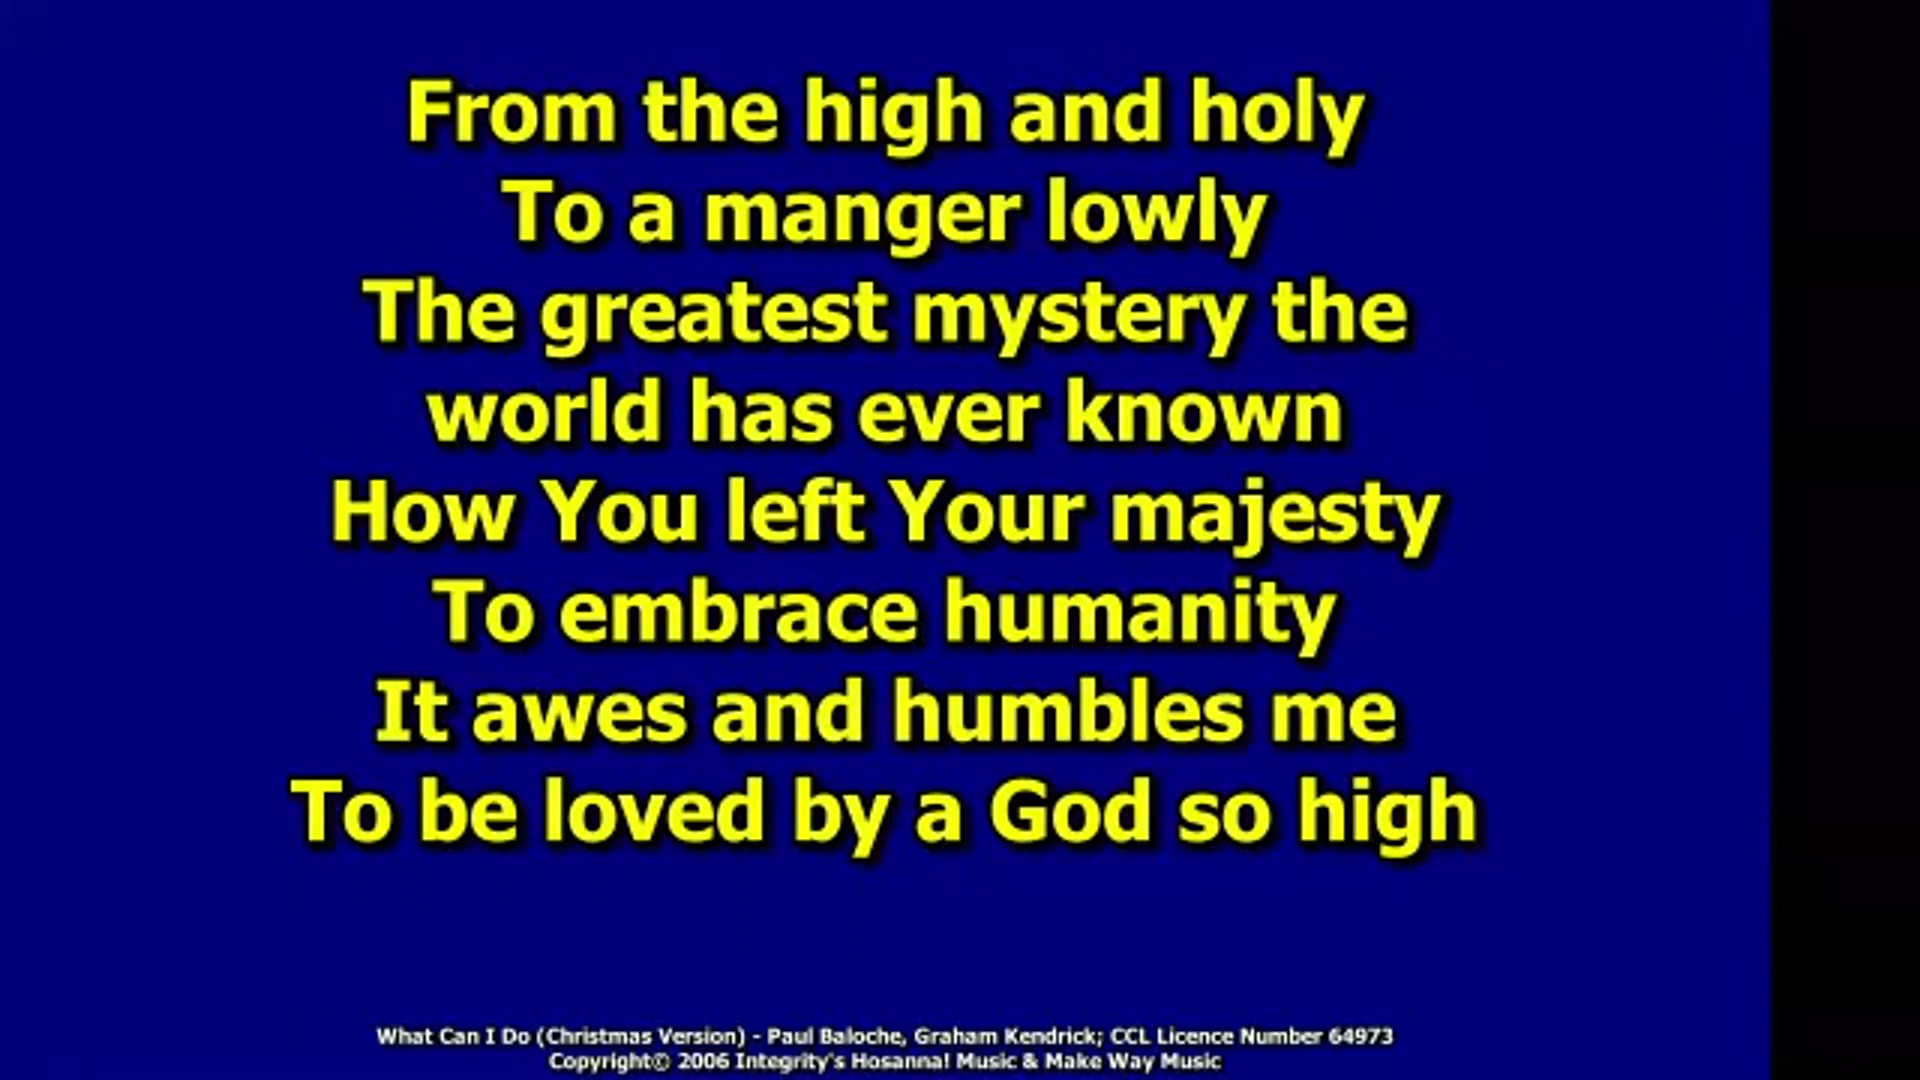 From the high and holy
To a manger lowly
The greatest mystery the
world has ever known
How You left Your majesty
To embrace humanity
It awes and humbles me
To be loved by a God so high
What Can I Do (Christmas Version) - Paul Baloche, Graham Kendrick; CCL Licence Number 64973
Copyright© 2006 Integrity's Hosanna! Music & Make Way Music